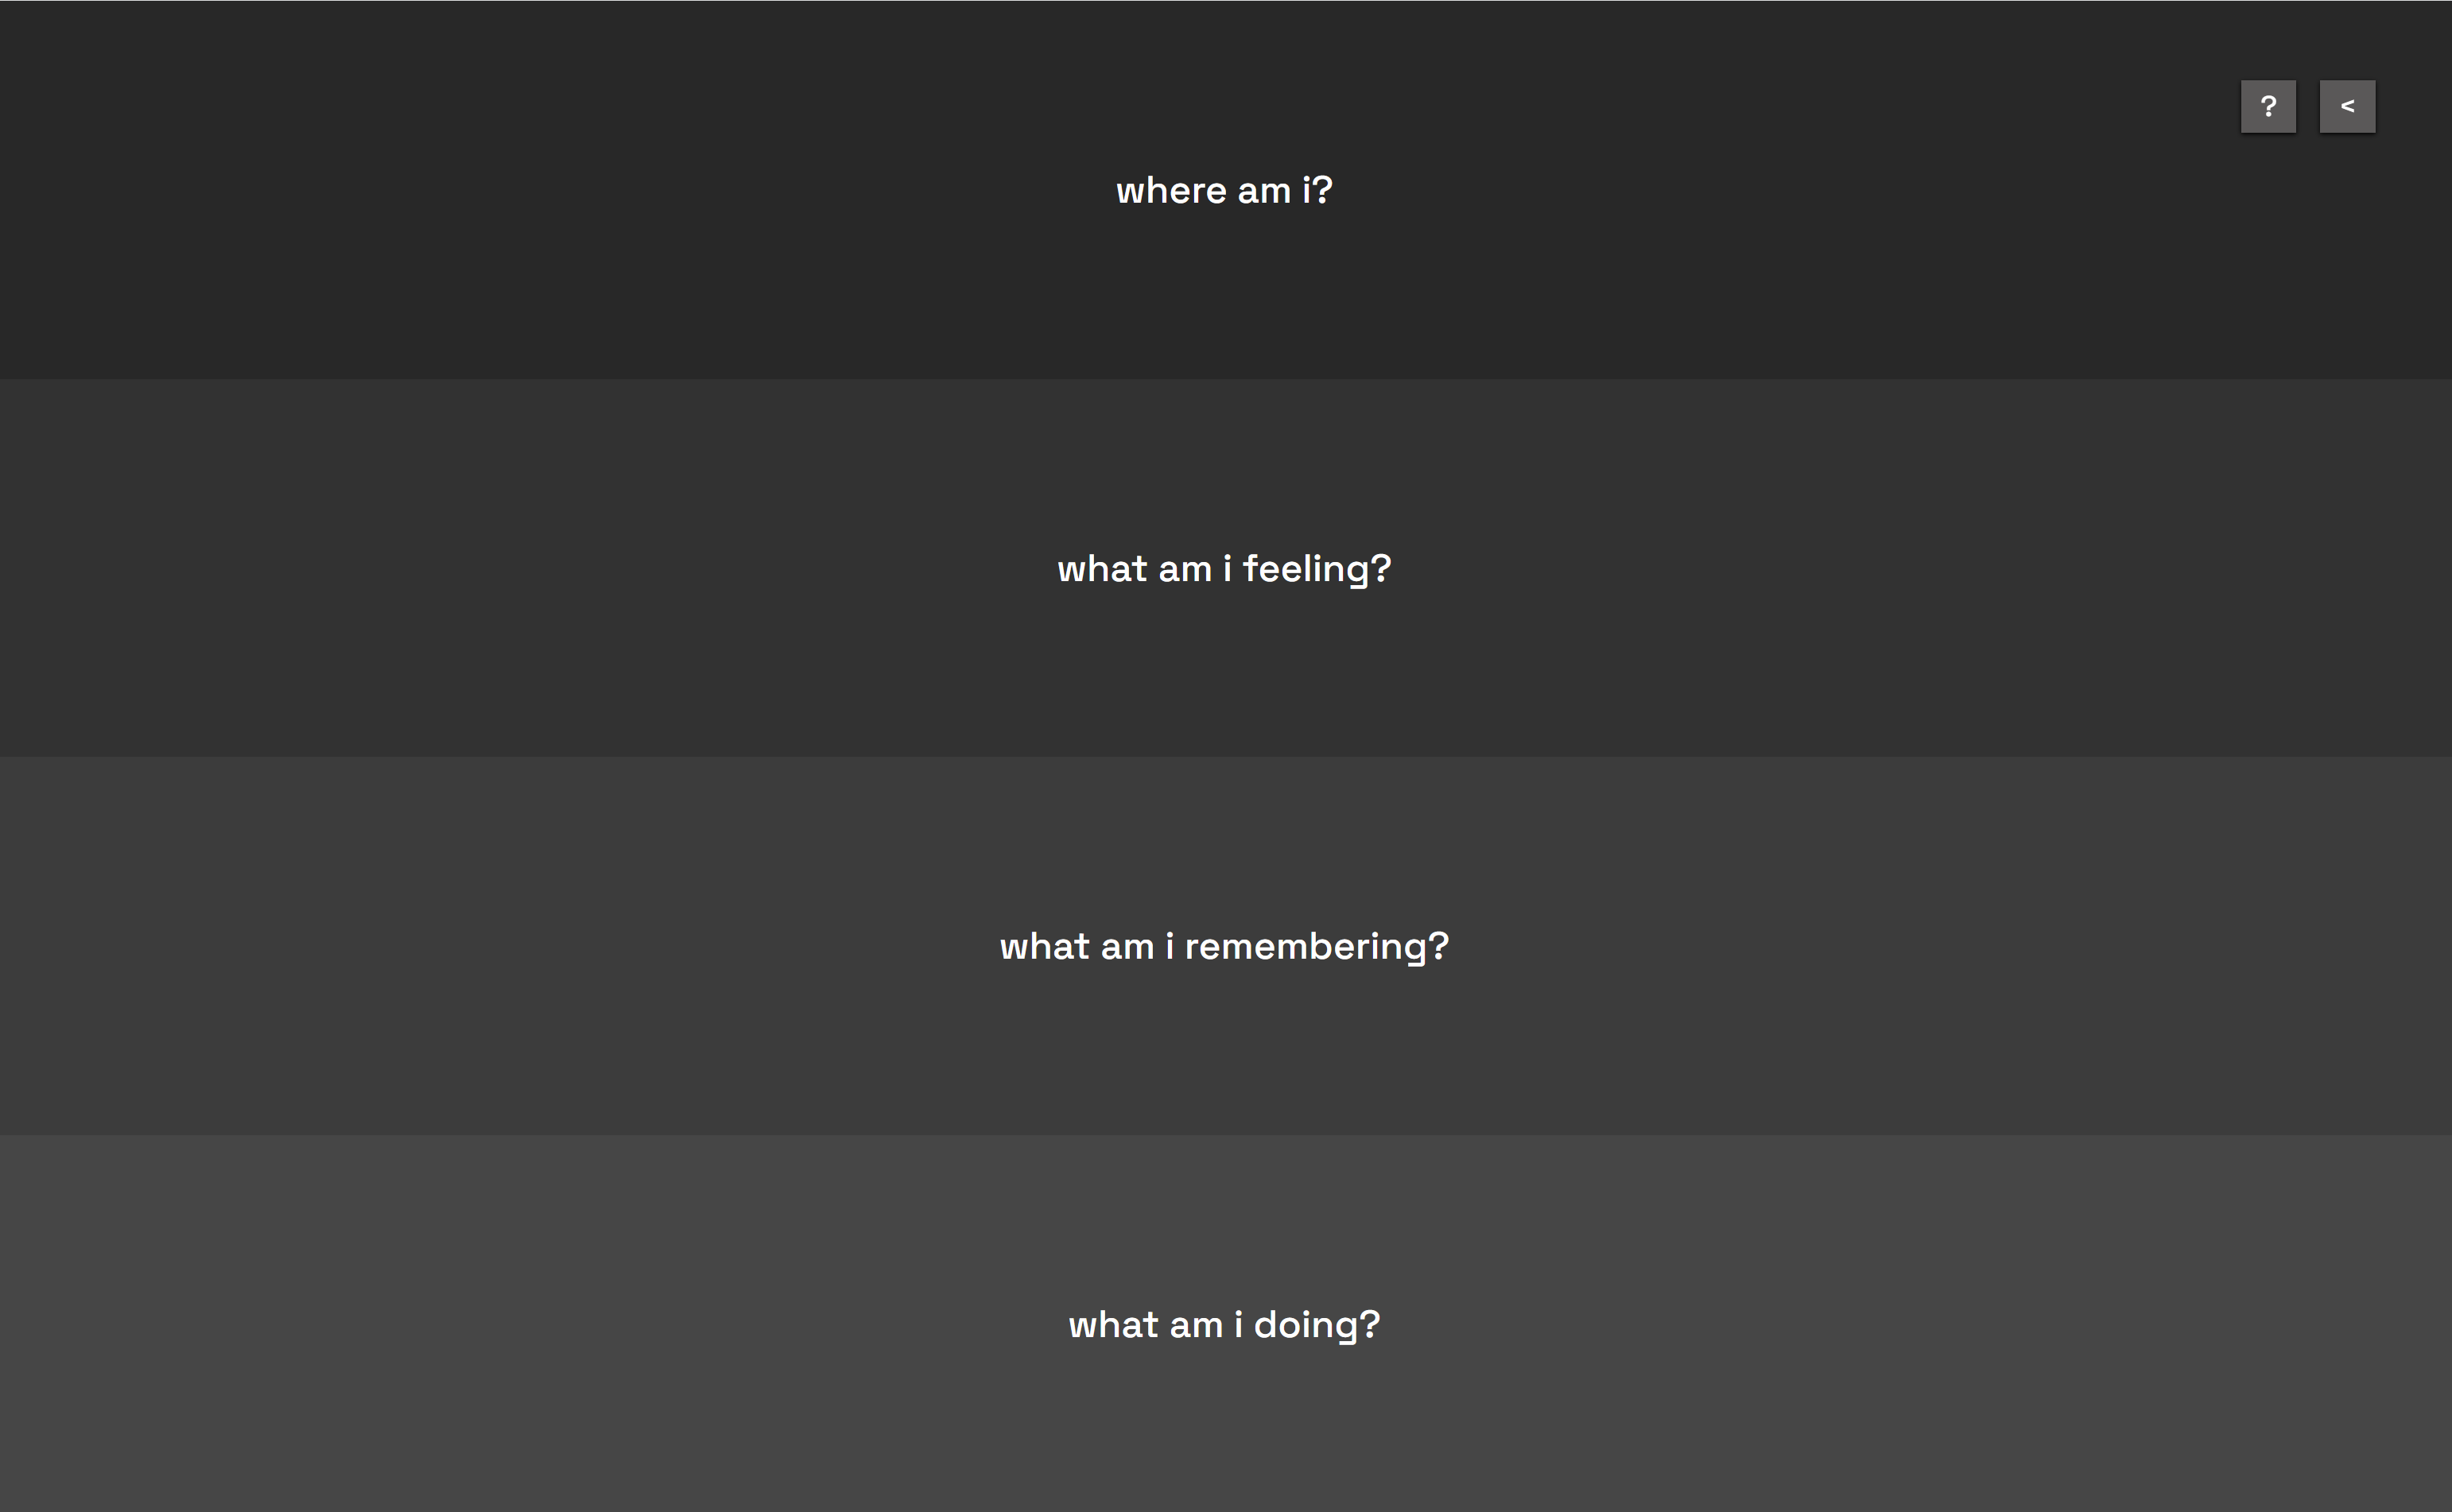 ? <
where am i?
what am i feeling?
what am i remembering?
what am i doing?